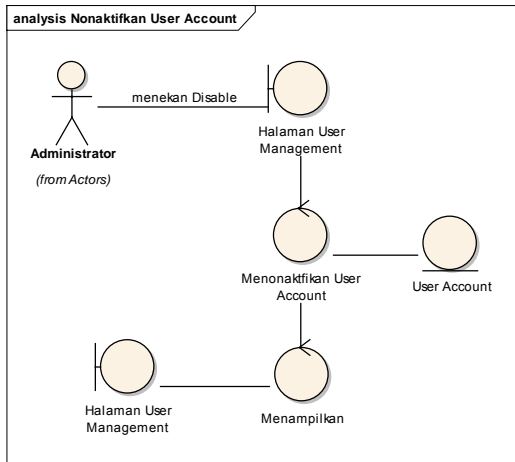 analysis Nonaktifkan User Account
menekan Disable
Administrator
(from Actors)
Halaman User
Management
Menonaktfikan User
Account
User Account
Halaman User
Management
Menampilkan